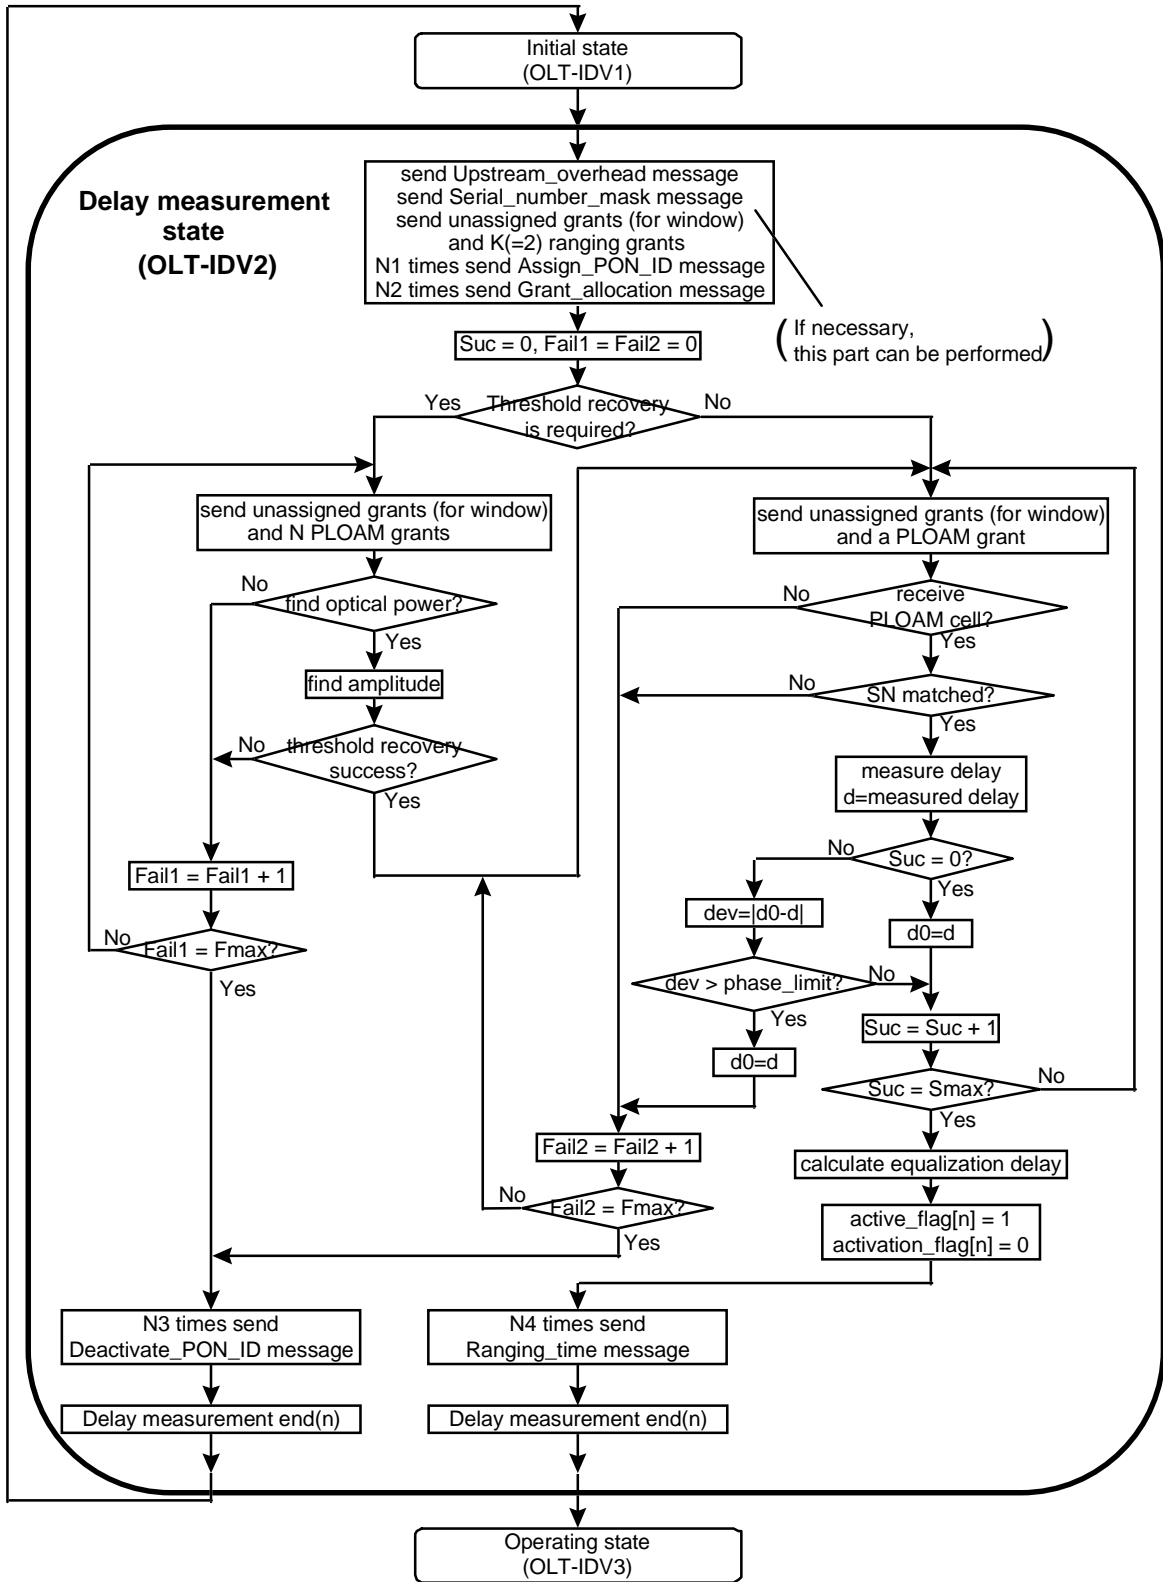 Initial state
(OLT-IDV1)
Delay measurement
state
(OLT-IDV2)
send Upstream_overhead message
send Serial_number_mask message
send unassigned grants (for window)
and K(=2) ranging grants
N1 times send Assign_PON_ID message
N2 times send Grant_allocation message
(If necessary,
this part can be performed)
Suc = 0, Fail1 = Fail2 = 0
Yes
Threshold recovery
is required?
No
send unassigned grants (for window)
and N PLOAM grants
No
find optical power?
Yes
find amplitude
No
threshold recovery
success?
Yes
Fail1 = Fail1 + 1
No
Fail1 = Fmax?
Yes
send unassigned grants (for window)
and a PLOAM grant
No
receive
PLOAM cell?
Yes
No
SN matched?
Yes
measure delay
d=measured delay
No
Suc = 0?
Yes
dev=|d0-d|
d0=d
dev > phase_limit?
No
Yes
d0=d
Suc = Suc + 1
Suc = Smax?
No
Yes
Fail2 = Fail2 + 1
No
Fail2 = Fmax?
Yes
calculate equalization delay
active_flag[n] = 1
activation_flag[n] = 0
N3 times send
Deactivate_PON_ID message
Delay measurement end(n)
N4 times send
Ranging_time message
Delay measurement end(n)
Operating state
(OLT-IDV3)